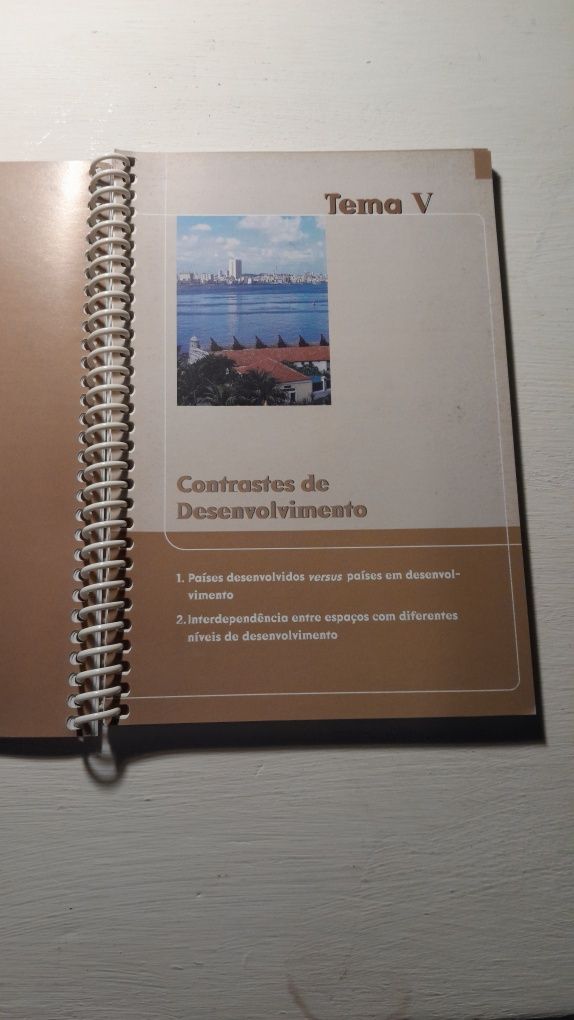 Tema V
Contrastes de
Desenvolvimento
1. Países desenvolvidos versus países em desenvol-
vimento
2. Interdependência entre espaços com diferentes
níveis de desenvolvimento